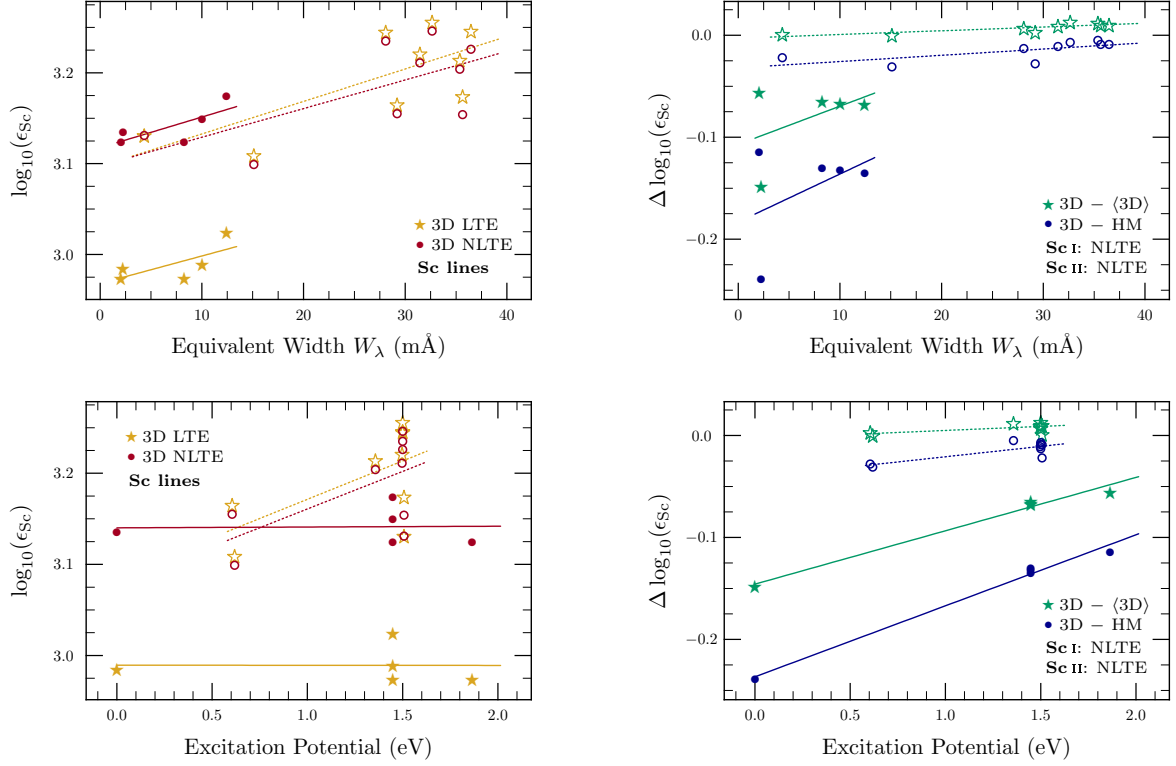 3.2
3.1
3.0
log₁₀(ϵSc)
3D LTE
3D NLTE
Sc lines
0 10 20 30 40
Equivalent Width Wλ (mÅ)
0.0
−0.1
−0.2
Δ log₁₀(ϵSc)
3D − ⟨3D⟩
3D − HM
Sc I: NLTE
Sc II: NLTE
0 10 20 30 40
Equivalent Width Wλ (mÅ)
3.2
3.1
3.0
log₁₀(ϵSc)
3D LTE
3D NLTE
Sc lines
0.0 0.5 1.0 1.5 2.0
Excitation Potential (eV)
0.0
−0.1
−0.2
Δ log₁₀(ϵSc)
3D − ⟨3D⟩
3D − HM
Sc I: NLTE
Sc II: NLTE
0.0 0.5 1.0 1.5 2.0
Excitation Potential (eV)